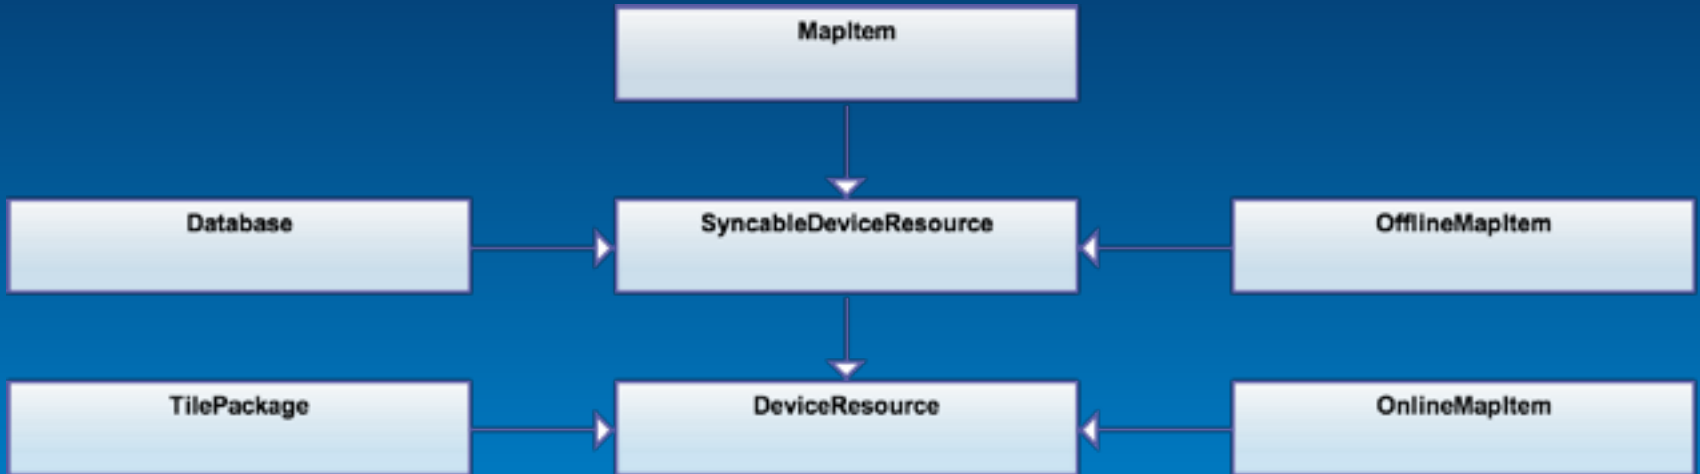 MapItem
Database
SyncableDeviceResource
OfflineMapItem
TilePackage
DeviceResource
OnlineMapItem